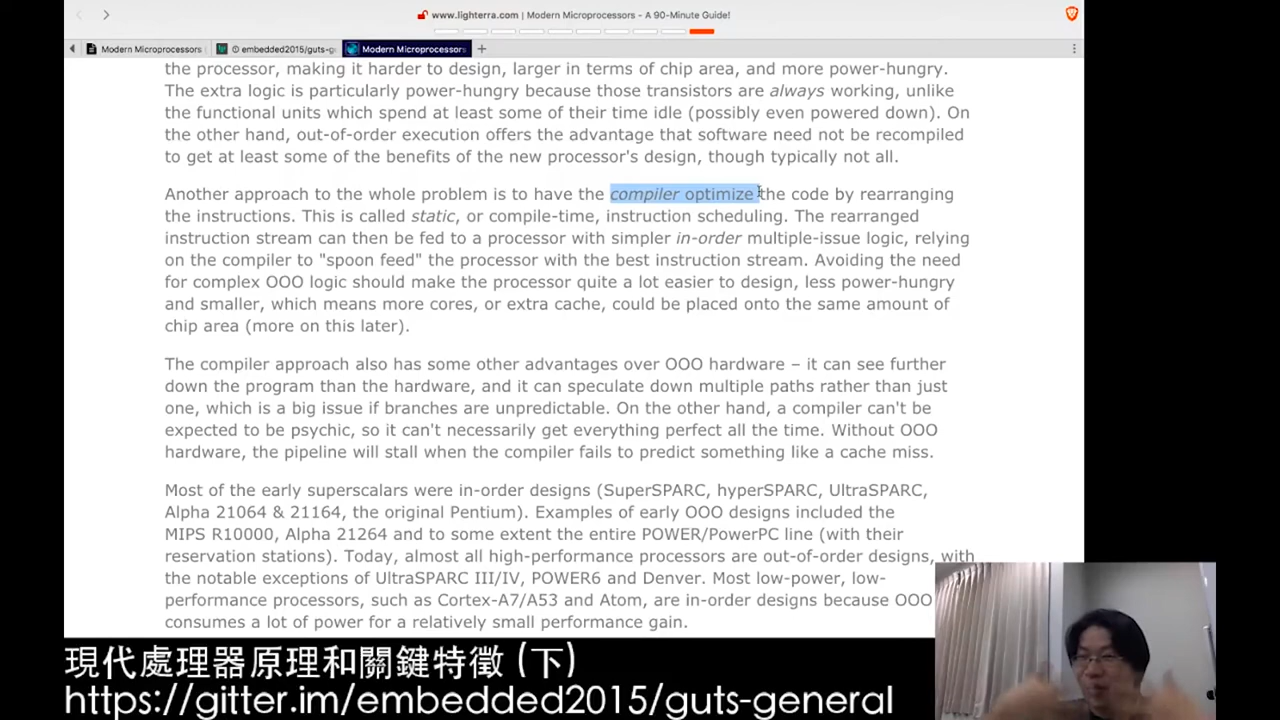 www.lighterra.com | Modern Microprocessors - A 90-Minute Guide!
Modern Microprocessors
embedded2015/guts-g
Modern Microprocessors
the processor, making it harder to design, larger in terms of chip area, and more power-hungry.
The extra logic is particularly power-hungry because those transistors are always working, unlike
the functional units which spend at least some of their time idle (possibly even powered down). On
the other hand, out-of-order execution offers the advantage that software need not be recompiled
to get at least some of the benefits of the new processor's design, though typically not all.
Another approach to the whole problem is to have the compiler optimize the code by rearranging
the instructions. This is called static, or compile-time, instruction scheduling. The rearranged
instruction stream can then be fed to a processor with simpler in-order multiple-issue logic, relying
on the compiler to "spoon feed" the processor with the best instruction stream. Avoiding the need
for complex OOO logic should make the processor quite a lot easier to design, less power-hungry
and smaller, which means more cores, or extra cache, could be placed onto the same amount of
chip area (more on this later).
The compiler approach also has some other advantages over OOO hardware – it can see further
down the program than the hardware, and it can speculate down multiple paths rather than just
one, which is a big issue if branches are unpredictable. On the other hand, a compiler can't be
expected to be psychic, so it can't necessarily get everything perfect all the time. Without OOO
hardware, the pipeline will stall when the compiler fails to predict something like a cache miss.
Most of the early superscalars were in-order designs (SuperSPARC, hyperSPARC, UltraSPARC,
Alpha 21064 & 21164, the original Pentium). Examples of early OOO designs included the
MIPS R10000, Alpha 21264 and to some extent the entire POWER/PowerPC line (with their
reservation stations). Today, almost all high-performance processors are out-of-order designs, with
the notable exceptions of UltraSPARC III/IV, POWER6 and Denver. Most low-power, low-
performance processors, such as Cortex-A7/A53 and Atom, are in-order designs because OOO
consumes a lot of power for a relatively small performance gain.
現代處理器原理和關鍵特徵 (下)
https://gitter.im/embedded2015/guts-general